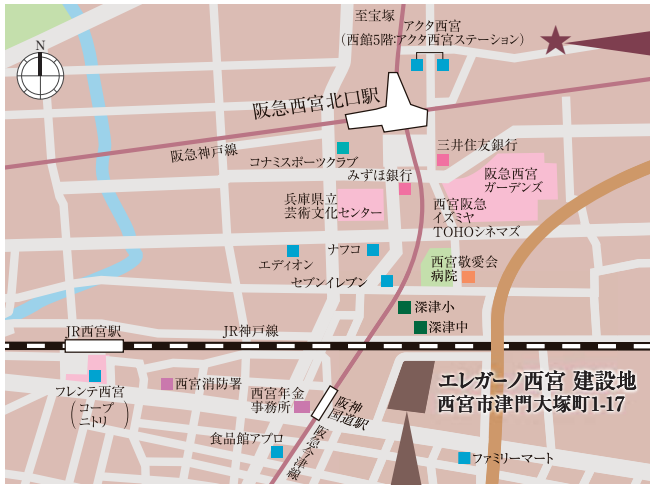 至宝塚
アクタ西宮
(西館5階:アクタ西宮ステーション)
N
阪急西宮北口駅
阪急神戸線
コナミスポーツクラブ
三井住友銀行
みずほ銀行
阪急西宮
ガーデンズ
兵庫県立
芸術文化センター
西宮阪急
イズミヤ
TOHOシネマズ
ナフコ
エディオン
セブンイレブン
西宮敬愛会
病院
深津小
深津中
JR西宮駅
JR神戸線
フレンテ西宮
(コープ
ニトリ)
西宮消防署
西宮年金
事務所
阪神
国道駅
阪急今津線
食品館アプロ
エレガーノ西宮 建設地
西宮市津門大塚町1-17
ファミリーマート